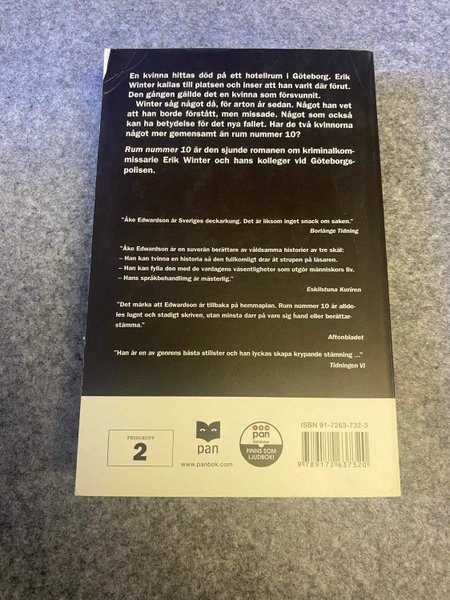 En kvinna hittas död på ett hotellrum i Göteborg. Erik
Winter kallas till platsen och inser att han varit där förut.
Den gången gällde det en kvinna som försvunnit.
Winter såg något då, för arton år sedan. Något han vet
att han borde förstått, men missade. Något som också
kan ha betydelse för det nya fallet. Har de två kvinnorna
något mer gemensamt än rum nummer 10?
Rum nummer 10 är den sjunde romanen om kriminalkom-
missarie Erik Winter och hans kolleger vid Göteborgs-
polisen.
"Åke Edwardson är Sveriges deckarkung. Det är liksom inget snack om saken."
Borlänge Tidning
"Åke Edwardson är en suverän berättare av våldsamma historier av tre skäl:
– Han kan tvinna en historia så den fullkomligt drar åt strupen på läsaren.
– Han kan fylla den med de vardagens väsentligheter som utgör människors liv.
– Hans språkbehandlimg är mästerlig."
Eskilstuna Kuriren
"Det märks att Edwardson är tillbaka på hemmaplan. Rum nummer 10 är allde-
les lugnt och stadigt skriven, utan minsta darr på vare sig hand eller berättar-
stämma."
Aftonbladet
"Han är en av genrens bästa stilister och han lyckas skapa krypande stämning ..."
Tidningen Vi
PRISGRUPP
2
pan
www.panbok.com
pan
FINNS SOM
LJUDBOK!
ISBN 91-7263-732-3
9 789172 637320